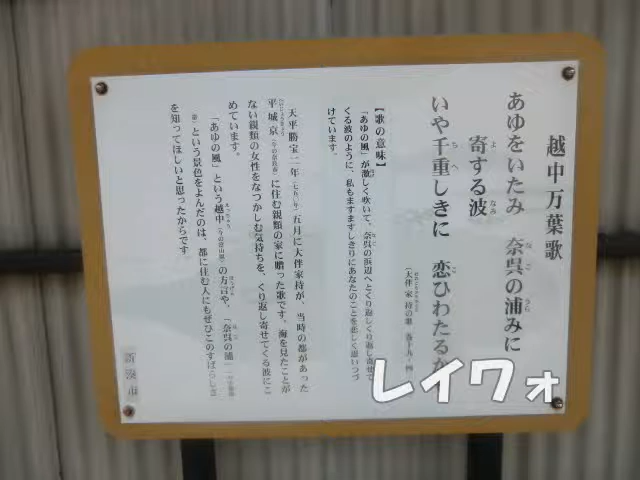 越中万葉歌
あゆをいたみ 奈呉の浦みに
寄する波
いや千重しきに 恋ひわたるか
【歌の意味】
「あゆの風」が激しく吹いて、奈呉の浜辺へとくり返しくり返し寄せて
くる波のように、私もますますしきりにあなたのことを恋しく思いつづ
けています。
天平勝宝二年 五月に大伴家持が、当時の都があった
平城京 に住む親類の家に贈った歌です。海を見たことが
ない親類の女性をなつかしむ気持ちを、くり返し寄せてくる波にこ
めています。
「あゆの風」という越中 の方言や、「奈呉の浦
」という景色をよんだのは、都に住む人にもぜひこのすばらしさ
を知ってほしいと思ったからです
新湊市
レイワォ